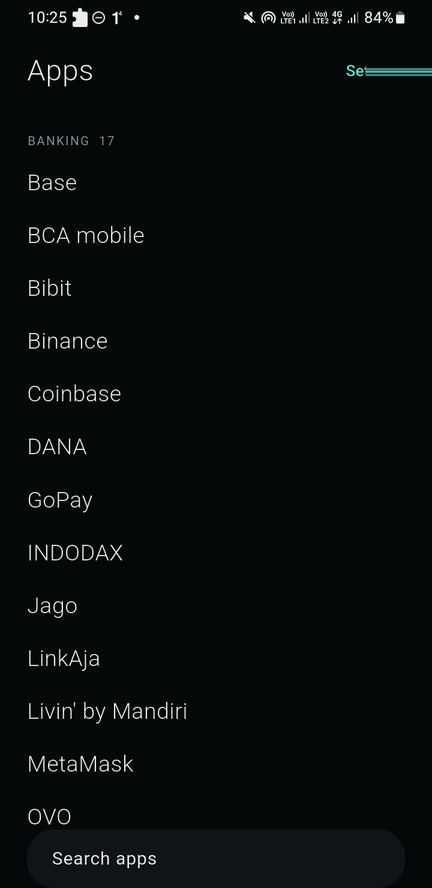 10:25
84%
Apps
BANKING 17
Base
BCA mobile
Bibit
Binance
Coinbase
DANA
GoPay
INDODAX
Jago
LinkAja
Livin' by Mandiri
MetaMask
OVO
Search apps